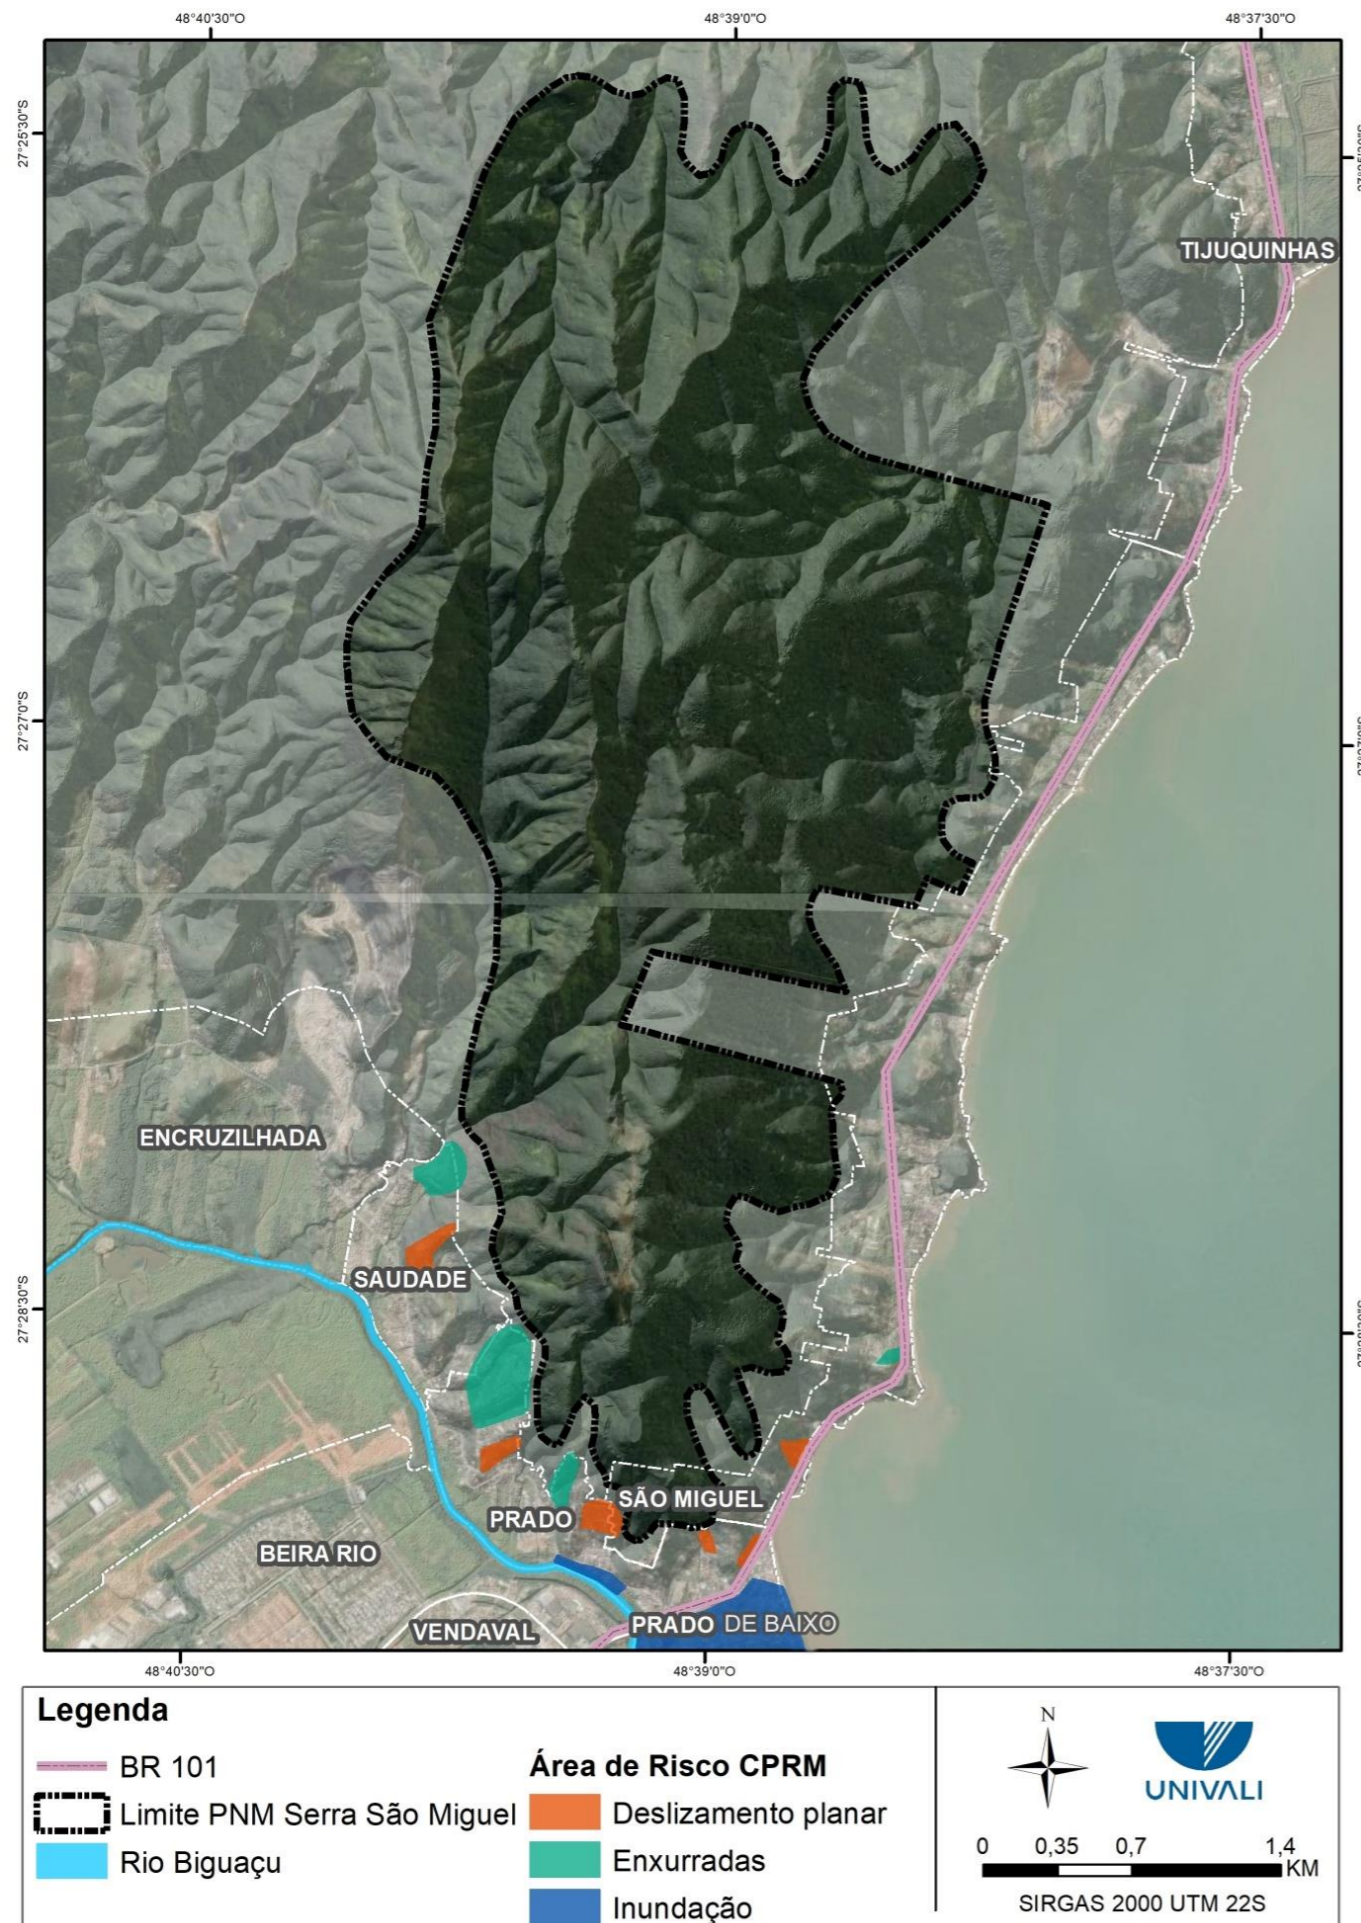 48°40'30"O
48°39'0"O
48°37'30"O
27°25'30"S
TIJUQUINHAS
27°27'0"S
ENCRUZILHADA
SAUDADE
27°28'30"S
SÃO MIGUEL
PRADO
BEIRA RIO
VENDAVAL
PRADO DE BAIXO
48°40'30"O
48°39'0"O
48°37'30"O
Legenda
BR 101
Limite PNM Serra São Miguel
Rio Biguaçu
Área de Risco CPRM
Deslizamento planar
Enxurradas
Inundação
N
UNIVALI
0 0,35 0,7 1,4
KM
SIRGAS 2000 UTM 22S